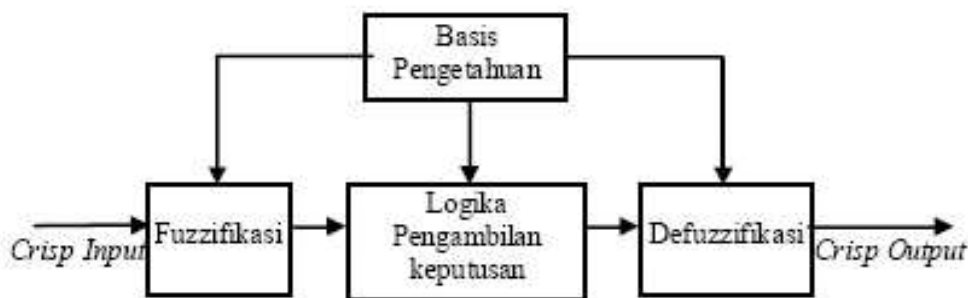 Basis
Pengetahuan
Crisp Input
Fuzzifikasi
Logika
Pengambilan
keputusan
Defuzzifikasi
Crisp Output